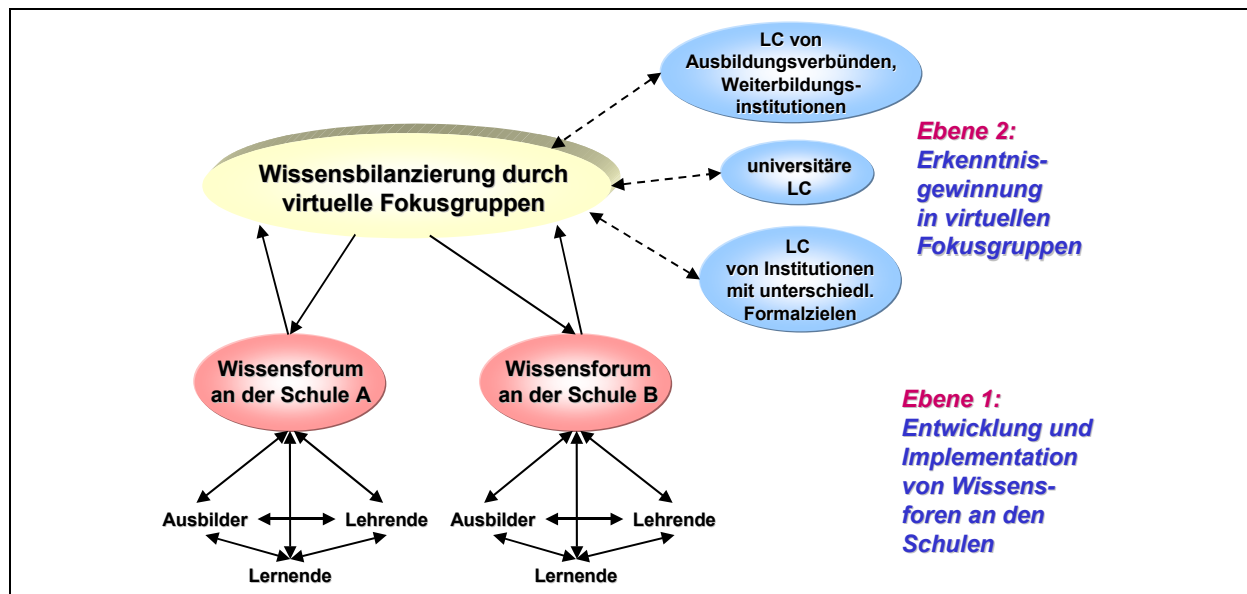 LC von
Ausbildungsverbünden,
Weiterbildungs-
institutionen
Ebene 2:
Erkenntnis-
gewinnung
in virtuellen
Fokusgruppen
Wissensbilanzierung durch
virtuelle Fokusgruppen
universitäre
LC
LC
von Institutionen
mit unterschiedl.
Formalzielen
Wissensforum
an der Schule A
Wissensforum
an der Schule B
Ebene 1:
Entwicklung und
Implementation
von Wissens-
foren an den
Schulen
Ausbilder
Lehrende
Lernende
Ausbilder
Lehrende
Lernende